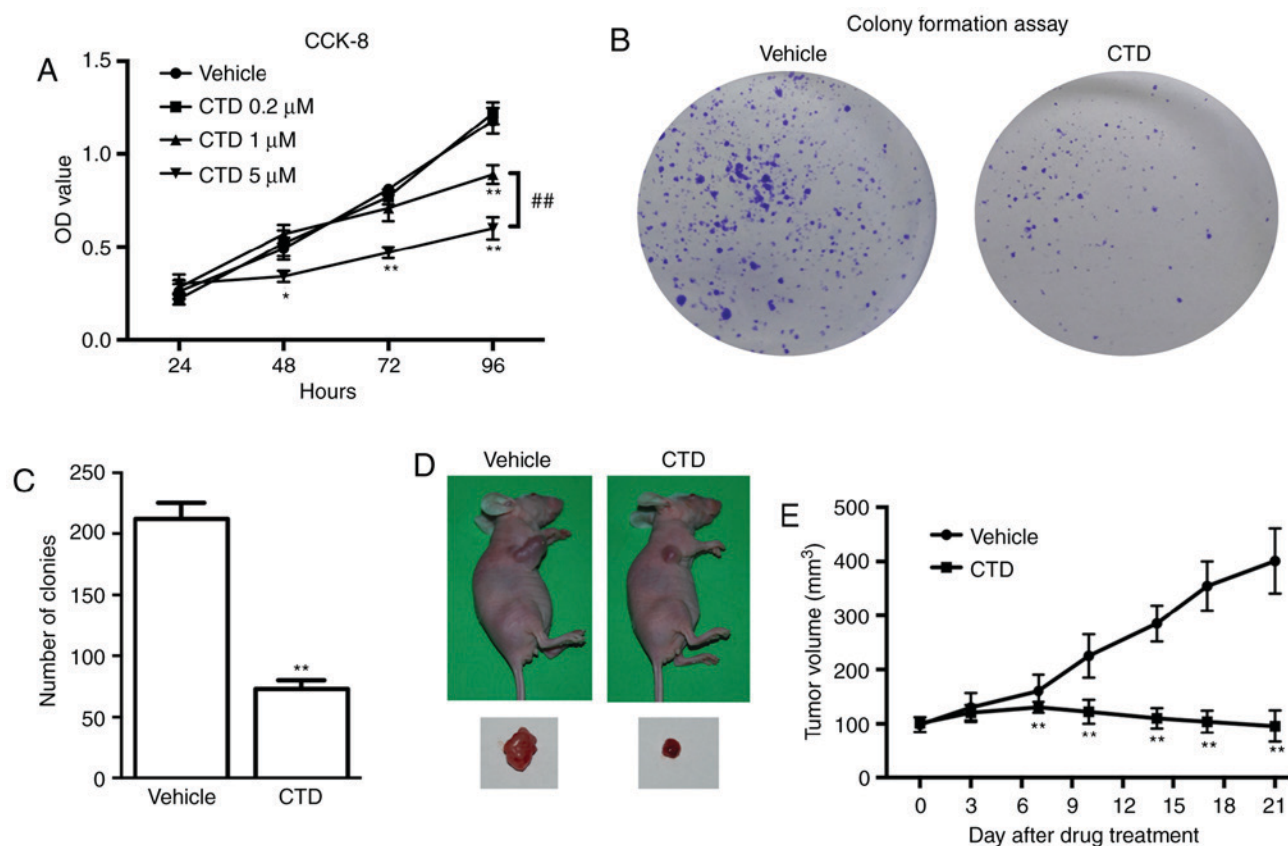 A
CCK-8
1.5
1.0
0.5
0.0
OD value
Vehicle
CTD 0.2 μM
CTD 1 μM
CTD 5 μM
**
##
*
**
**
24 48 72 96
Hours
B
Colony formation assay
Vehicle CTD
C
250
200
150
100
50
0
Number of clonies
**
Vehicle CTD
D
Vehicle CTD
E
500
400
300
200
100
0
Tumor volume (mm³)
Vehicle
CTD
** ** ** ** **
0 3 6 9 12 15 18 21
Day after drug treatment